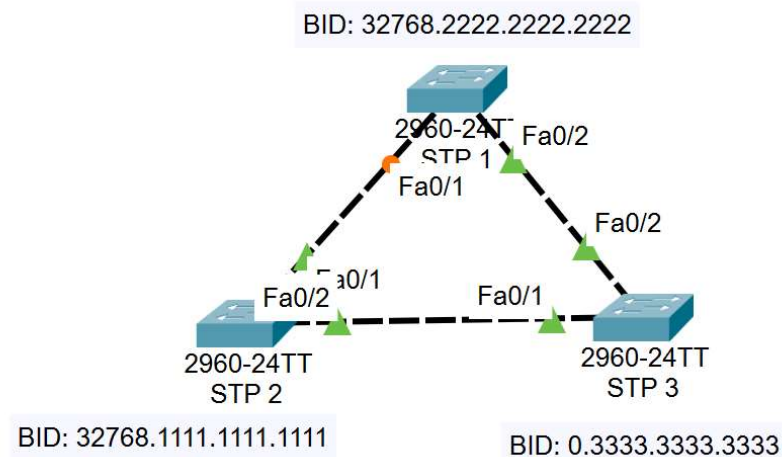 BID: 32768.2222.2222.2222
2960-24TT
STP 1
Fa0/2
Fa0/1
Fa0/2
Fa0/1
Fa0/2
Fa0/1
2960-24TT
STP 2
2960-24TT
STP 3
BID: 32768.1111.1111.1111
BID: 0.3333.3333.3333